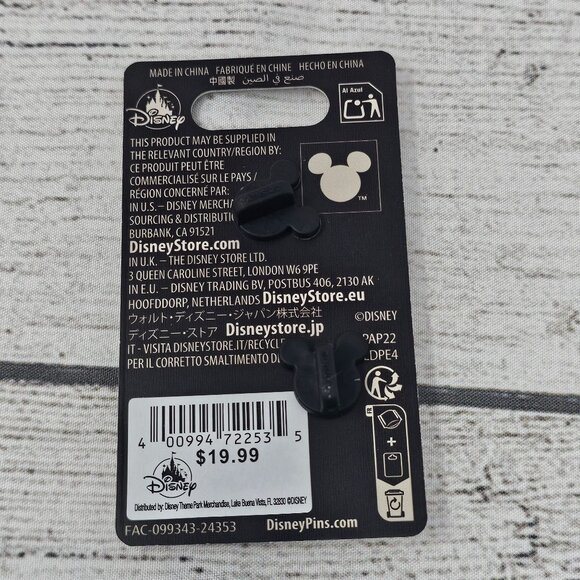 MADE IN CHINA FABRIQUÉ EN CHINE HECHO EN CHINA
中國製 صنع في الصين
Al Azul
DISNEY
THIS PRODUCT MAY BE SUPPLIED IN
THE RELEVANT COUNTRY/REGION BY:
CE PRODUIT PEUT ÊTRE
COMMERCIALISÉ SUR LE PAYS /
RÉGION CONCERNÉ PAR:
IN U.S.– DISNEY
SOURCING &
BURBANK, CA 91521
DisneyStore.com
IN U.K. – THE DISNEY STORE LTD.
3 QUEEN CAROLINE STREET, LONDON W6 9PE
IN E.U. – DISNEY TRADING BV, POSTBUS 406, 2130 AK
HOOFDDORP, NETHERLANDS DisneyStore.eu
ウォルト・ディズニー・ジャパン株式会社
ディズニー・ストア Disneystore.jp
©DISNEY
IT - VISITA DISNEYSTORE.IT/RECYCLE
PER IL CORRETTO SMALTIMENTO
TM
PAP22
LDPE4
FR
+
4 00994 72253 5
$19.99
DISNEY
Distributed by: Disney Theme Park Merchandise, Lake Buena Vista, FL 32830 ©DISNEY
FAC-099343-24353
DisneyPins.com